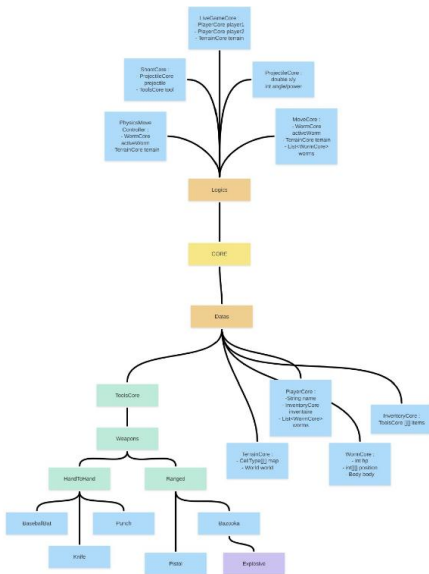 LiveGameCore :
- PlayerCore player1
- PlayerCore player2
- TerrainCore terrain
ShootCore :
- ProjectileCore
projectile
- ToolsCore tool
ProjectileCore
double x/y
int angle/power
PhysicsMove
Controller :
- WormCore
activeWorm
TerrainCore terrain
MoveCore :
- WormCore
activeWorm
TerrainCore terrain
- List<WormCore>
worms
Logics
CORE
Datas
ToolsCore
PlayerCore :
-String name
InventoryCore
inventaire
- List<WormCore>
worms
InventoryCore :
ToolsCore [][] items
Weapons
TerrainCore :
- CellType[][] map
- World world
WormCore :
- int hp
- int[][] position
- Body body
HandToHand
Ranged
BaseballBat
Punch
Bazooka
Knife
Pistol
Explosive